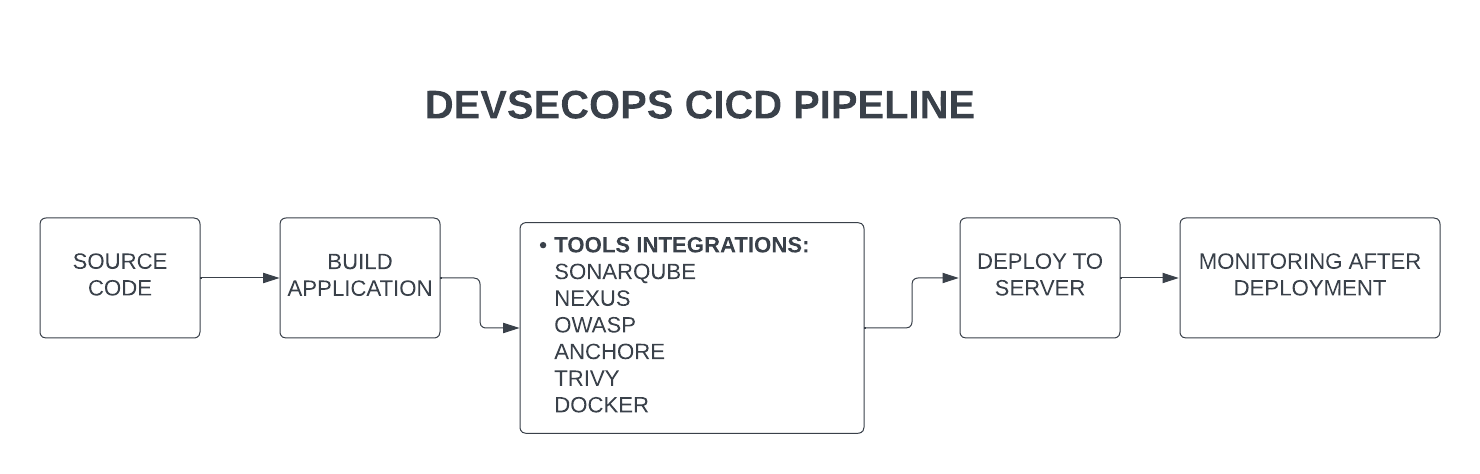 DEVSECOPS CICD PIPELINE
SOURCE
CODE
BUILD
APPLICATION
• TOOLS INTEGRATIONS:
SONARQUBE
NEXUS
OWASP
ANCHORE
TRIVY
DOCKER
DEPLOY TO
SERVER
MONITORING AFTER
DEPLOYMENT